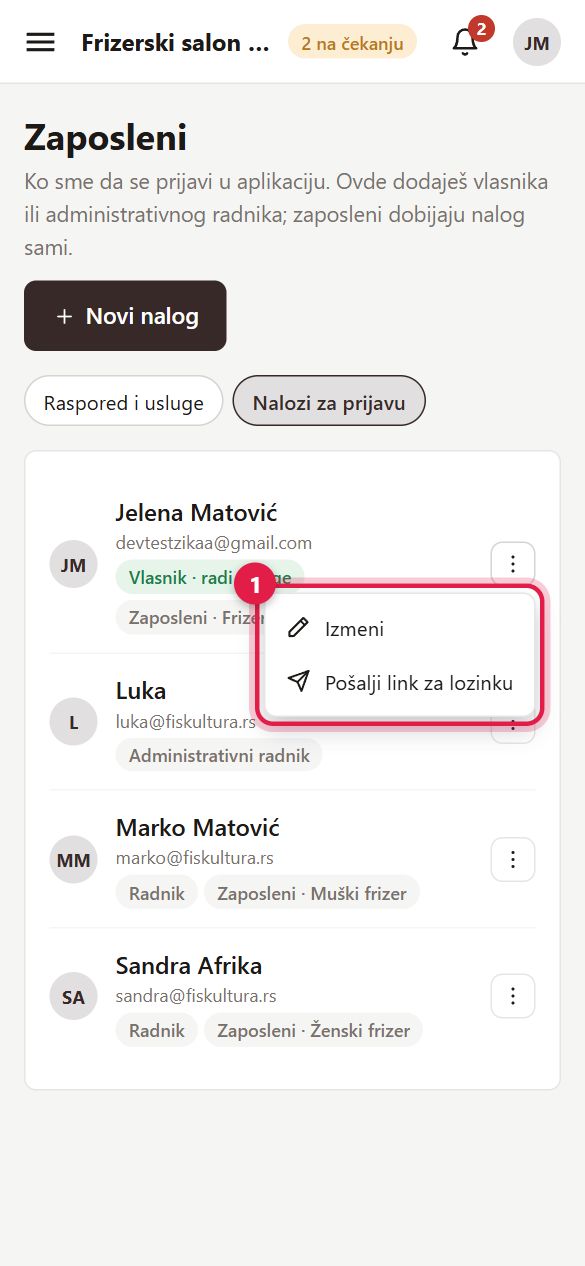 Frizerski salon ...
2 na čekanju
2
JM
Zaposleni
Ko sme da se prijavi u aplikaciju. Ovde dodaješ vlasnika
ili administrativnog radnika; zaposleni dobijaju nalog
sami.
+ Novi nalog
Raspored i usluge
Nalozi za prijavu
JM
Jelena Matović
devtestzikaa@gmail.com
Vlasnik · radi
Zaposleni ·
1
Izmeni
Pošalji link za lozinku
L
Luka
luka@fiskultura.rs
Administrativni radnik
MM
Marko Matović
marko@fiskultura.rs
Radnik
Zaposleni · Muški frizer
SA
Sandra Afrika
sandra@fiskultura.rs
Radnik
Zaposleni · Ženski frizer